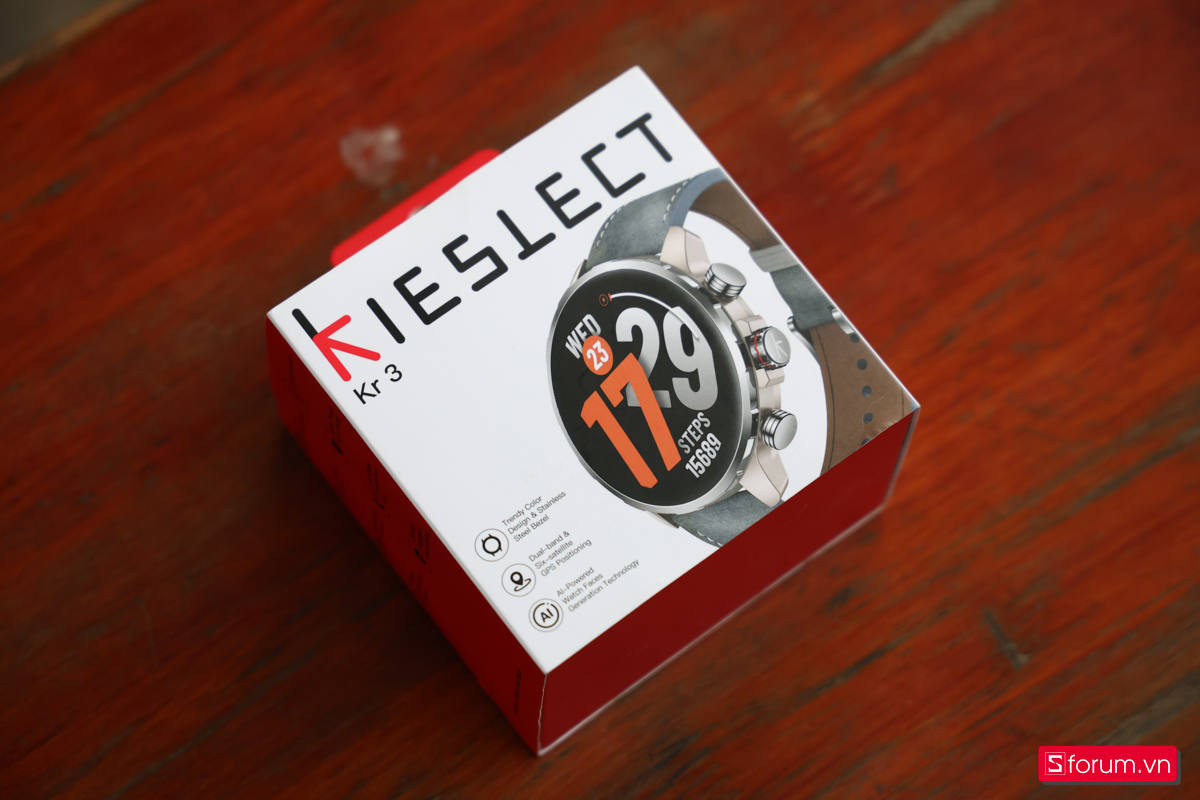 KIESLECT
Kr 3
WED
23
29
17
STEPS
15689
Trendy Color
Design & Stainless
Steel Bezel
Dual-band &
Six-satellite
GPS Positioning
AI
AI-Powered
Watch Faces
Generation Technology
Sforum.vn